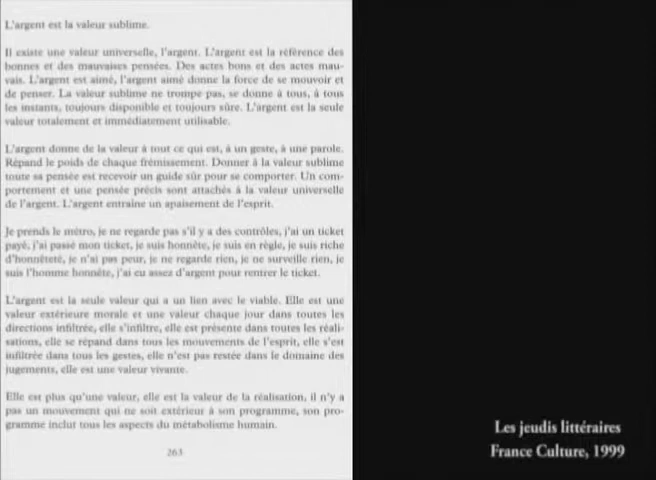 L'argent est la valeur sublime.
Il existe une valeur universelle, l'argent. L'argent est la référence des
bonnes et des mauvaises pensées. Des actes bons et des actes mau-
vais. L'argent est aimé, l'argent aimé donne la force de se mouvoir et
de penser. La valeur sublime ne trompe pas, se donne à tous, à tous
les instants, toujours disponible et toujours sûre. L'argent est la seule
valeur totalement et immédiatement utilisable.
L'argent donne de la valeur à tout ce qui est, à un geste, à une parole.
Répand le poids de chaque frémissement. Donner à la valeur sublime
toute sa pensée est recevoir un guide sûr pour se comporter. Un com-
portement et une pensée précis sont attachés à la valeur universelle
de l'argent. L'argent entraîne un apaisement de l'esprit.
Je prends le métro, je ne regarde pas s'il y a des contrôles, j'ai un ticket
payé, j'ai passé mon ticket, je suis honnête, je suis en règle, je suis riche
d'honnêteté, je n'ai pas peur, je ne regarde rien, je ne surveille rien, je
suis l'homme honnête, j'ai eu assez d'argent pour rentrer le ticket.
L'argent est la seule valeur qui a un lien avec le viable. Elle est une
valeur extérieure morale et une valeur chaque jour dans toutes les
directions infiltrée, elle s'infiltre, elle est présente dans toutes les réali-
sations, elle se répand dans tous les mouvements de l'esprit, elle s'est
infiltrée dans tous les gestes, elle n'est pas restée dans le domaine des
jugements, elle est une valeur vivante.
Elle est plus qu'une valeur, elle est la valeur de la réalisation, il n'y a
pas un mouvement qui ne soit extérieur à son programme, son pro-
gramme inclut tous les aspects du métabolisme humain.
263
Les jeudis littéraires
France Culture, 1999